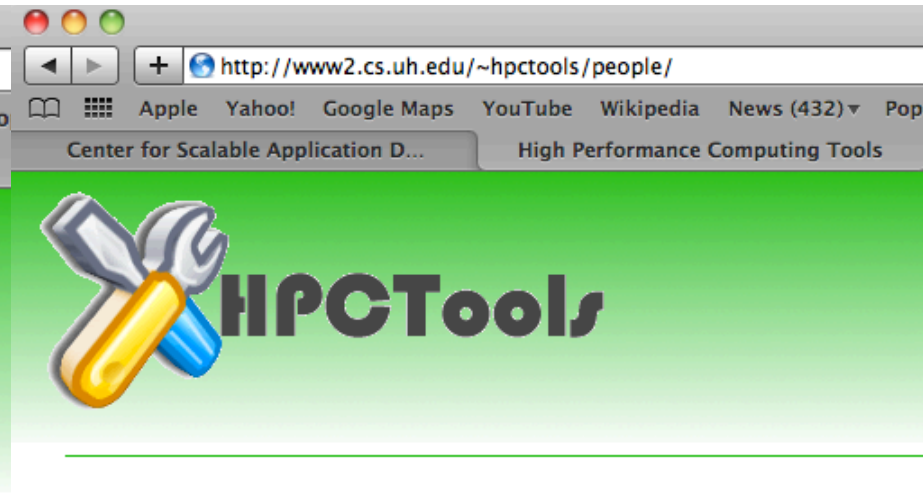 http://www2.cs.uh.edu/~hpctools/people/
Apple Yahoo! Google Maps YouTube Wikipedia News (432) Pop
Center for Scalable Application D... High Performance Computing Tools
HPCTools